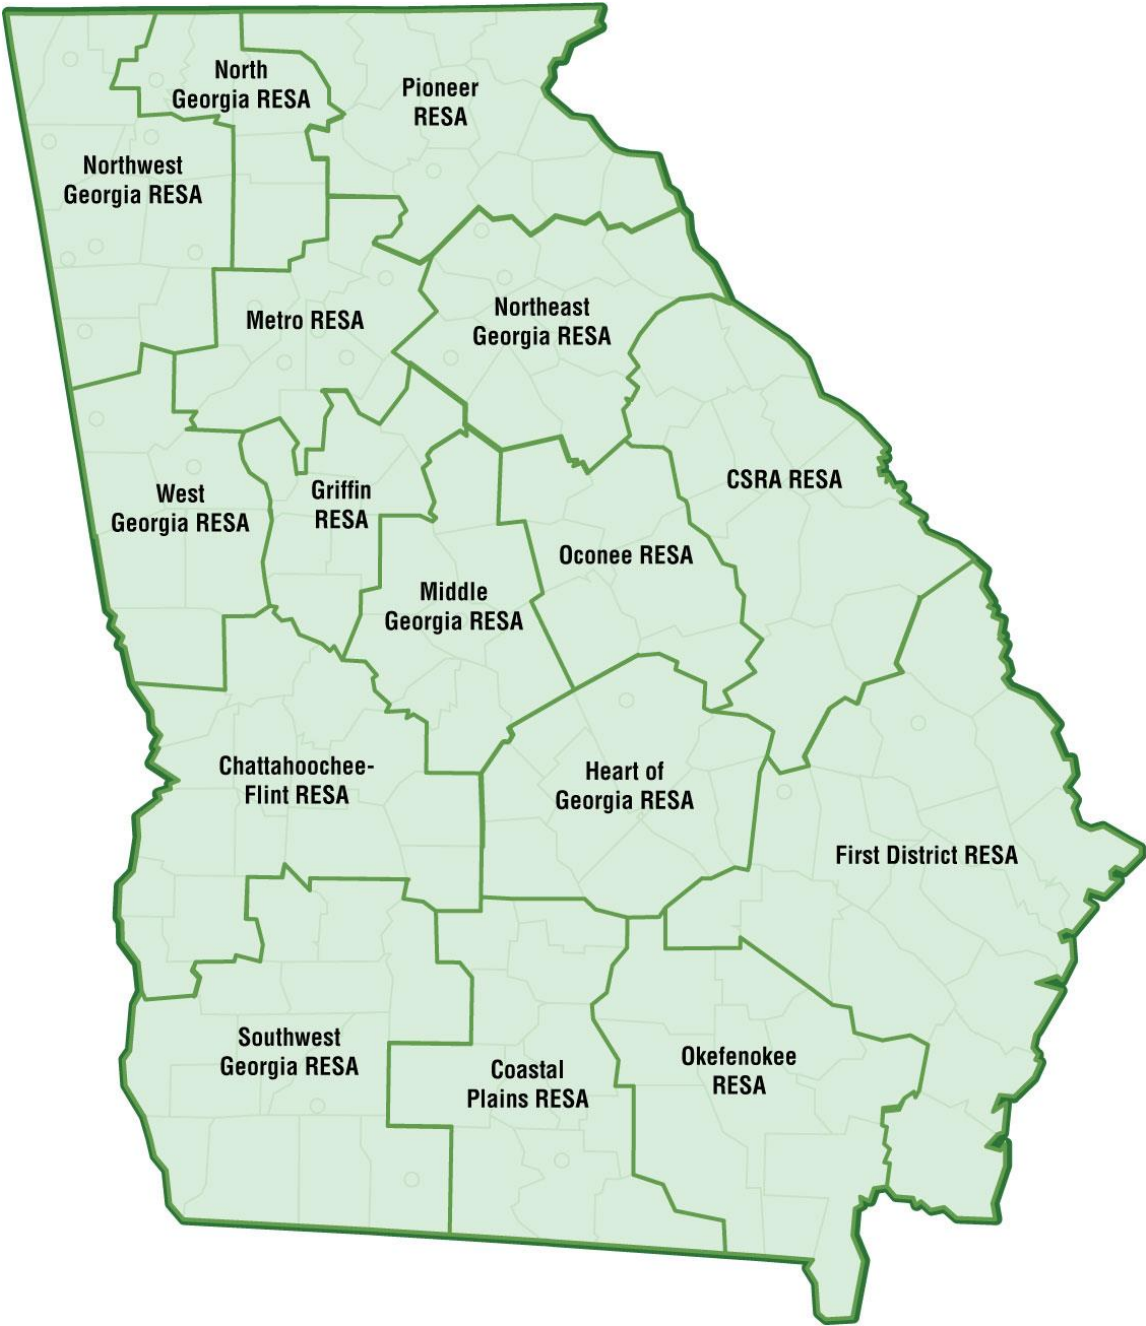 North
Georgia RESA
Pioneer
RESA
Northwest
Georgia RESA
Metro RESA
Northeast
Georgia RESA
West
Georgia RESA
Griffin
RESA
CSRA RESA
Oconee RESA
Middle
Georgia RESA
Chattahoochee-
Flint RESA
Heart of
Georgia RESA
First District RESA
Southwest
Georgia RESA
Coastal
Plains RESA
Okefenokee
RESA